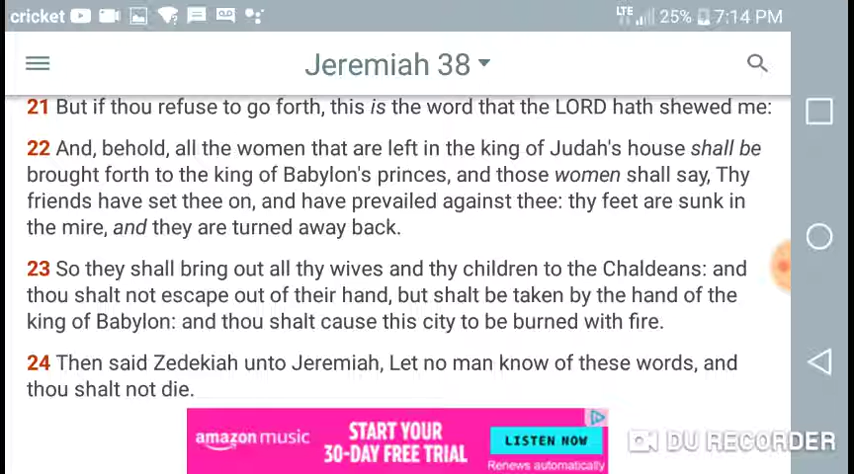 cricket LTE 25% 7:14 PM
Jeremiah 38
21 But if thou refuse to go forth, this is the word that the LORD hath shewed me:
22 And, behold, all the women that are left in the king of Judah's house shall be
brought forth to the king of Babylon's princes, and those women shall say, Thy
friends have set thee on, and have prevailed against thee: thy feet are sunk in
the mire, and they are turned away back.
23 So they shall bring out all thy wives and thy children to the Chaldeans: and
thou shalt not escape out of their hand, but shalt be taken by the hand of the
king of Babylon: and thou shalt cause this city to be burned with fire.
24 Then said Zedekiah unto Jeremiah, Let no man know of these words, and
thou shalt not die.
amazon music
START YOUR
30-DAY FREE TRIAL
LISTEN NOW
Renews automatically
DU RECORDER